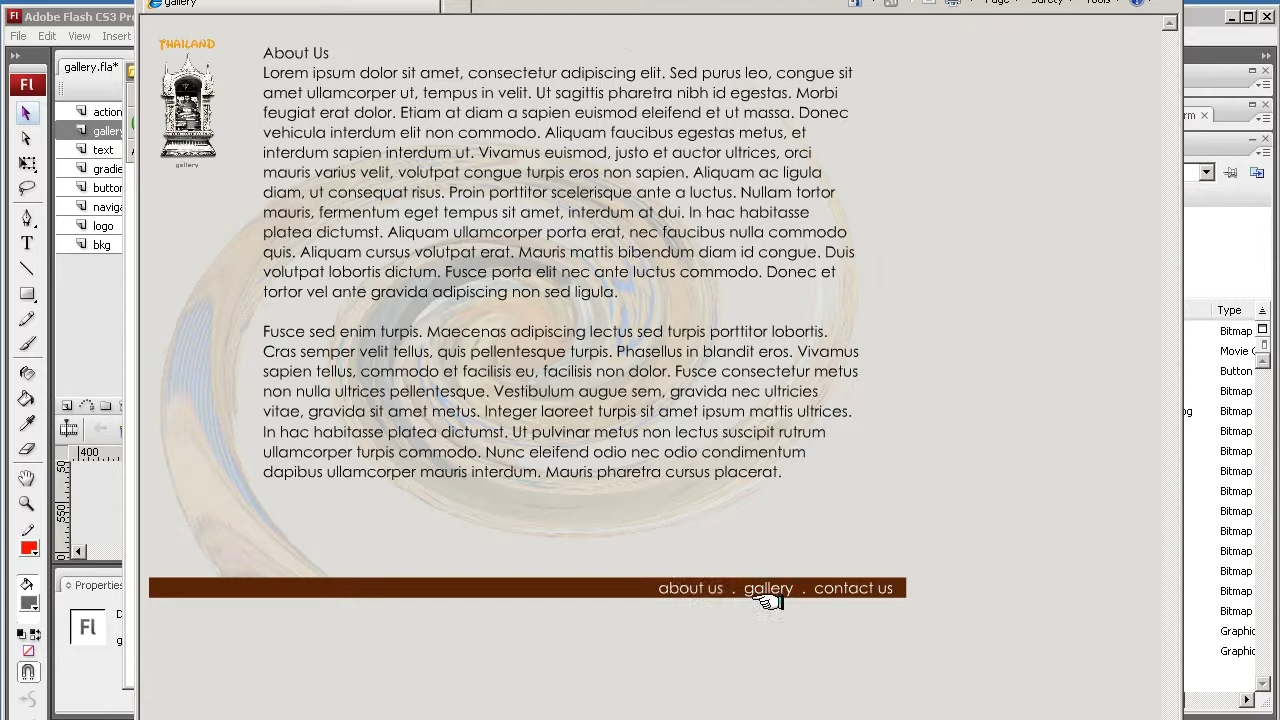 gallery
Page
Safety
Tools
Adobe Flash CS3 Pr
File Edit View Insert
gallery.fla*
action
gallery
text
gradie
button
naviga
logo
bkg
400
Properties
Fl
Fl
THAILAND
gallery
About Us
Lorem ipsum dolor sit amet, consectetur adipiscing elit. Sed purus leo, congue sit
amet ullamcorper ut, tempus in velit. Ut sagittis pharetra nibh id egestas. Morbi
feugiat erat dolor. Etiam at diam a sapien euismod eleifend et ut massa. Donec
vehicula interdum elit non commodo. Aliquam faucibus egestas metus, et
interdum sapien interdum ut. Vivamus euismod, justo et auctor ultrices, orci
mauris varius velit, volutpat congue turpis eros non sapien. Aliquam ac ligula
diam, ut consequat risus. Proin porttitor scelerisque ante a luctus. Nullam tortor
mauris, fermentum eget tempus sit amet, interdum at dui. In hac habitasse
platea dictumst. Aliquam ullamcorper porta erat, nec faucibus nulla commodo
quis. Aliquam cursus volutpat erat. Mauris mattis bibendum diam id congue. Duis
volutpat lobortis dictum. Fusce porta elit nec ante luctus commodo. Donec et
tortor vel ante gravida adipiscing non sed ligula.
Fusce sed enim turpis. Maecenas adipiscing lectus sed turpis porttitor lobortis.
Cras semper velit tellus, quis pellentesque turpis. Phasellus in blandit eros. Vivamus
sapien tellus, commodo et facilisis eu, facilisis non dolor. Fusce consectetur metus
non nulla ultrices pellentesque. Vestibulum augue sem, gravida nec ultricies
vitae, gravida sit amet metus. Integer laoreet turpis sit amet ipsum mattis ultrices.
In hac habitasse platea dictumst. Ut pulvinar metus non lectus suscipit rutrum
ullamcorper turpis commodo. Nunc eleifend odio nec odio condimentum
dapibus ullamcorper mauris interdum. Mauris pharetra cursus placerat.
about us . gallery . contact us
Type
Bitmap
Movie C
Button
Bitmap
Bitmap
Bitmap
Bitmap
Bitmap
Bitmap
Bitmap
Bitmap
Bitmap
Bitmap
Bitmap
Bitmap
Graphic
Graphic